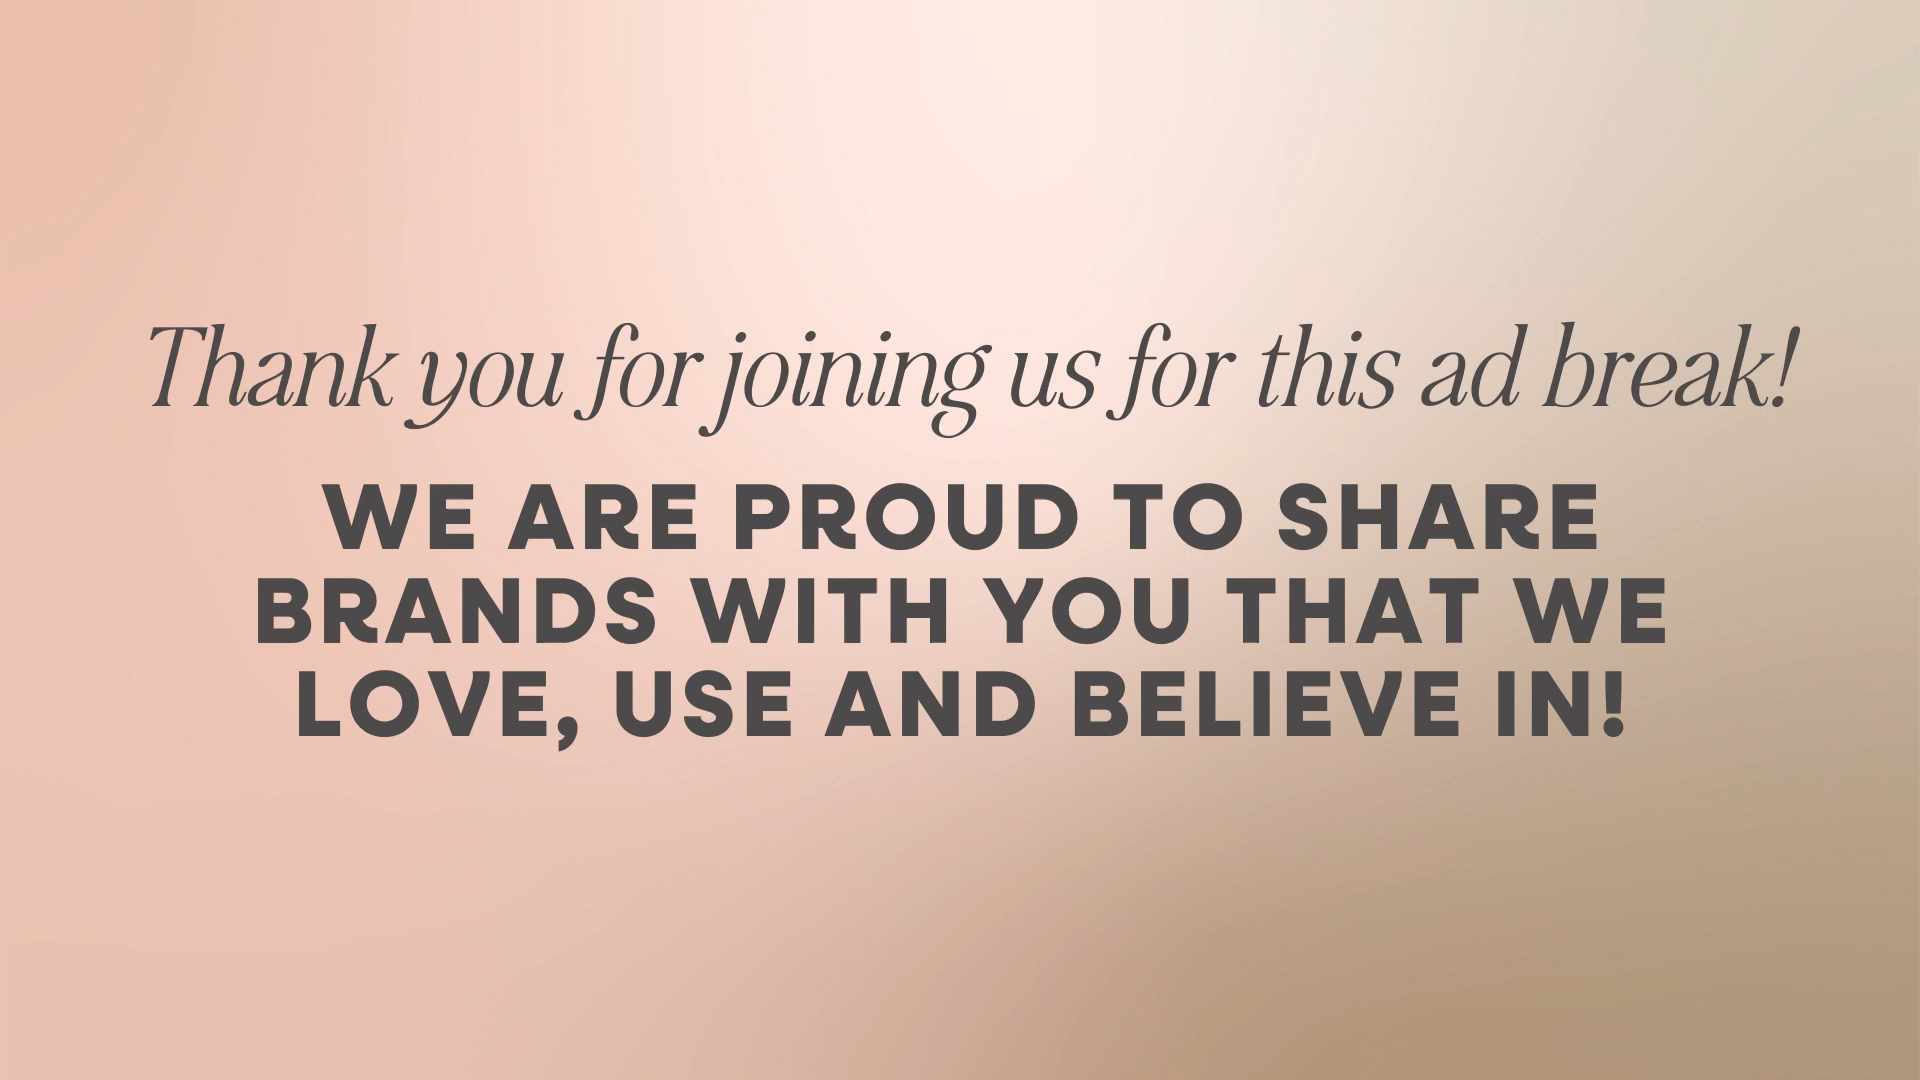 Thank you for joining us for this ad break!
WE ARE PROUD TO SHARE
BRANDS WITH YOU THAT WE
LOVE, USE AND BELIEVE IN!